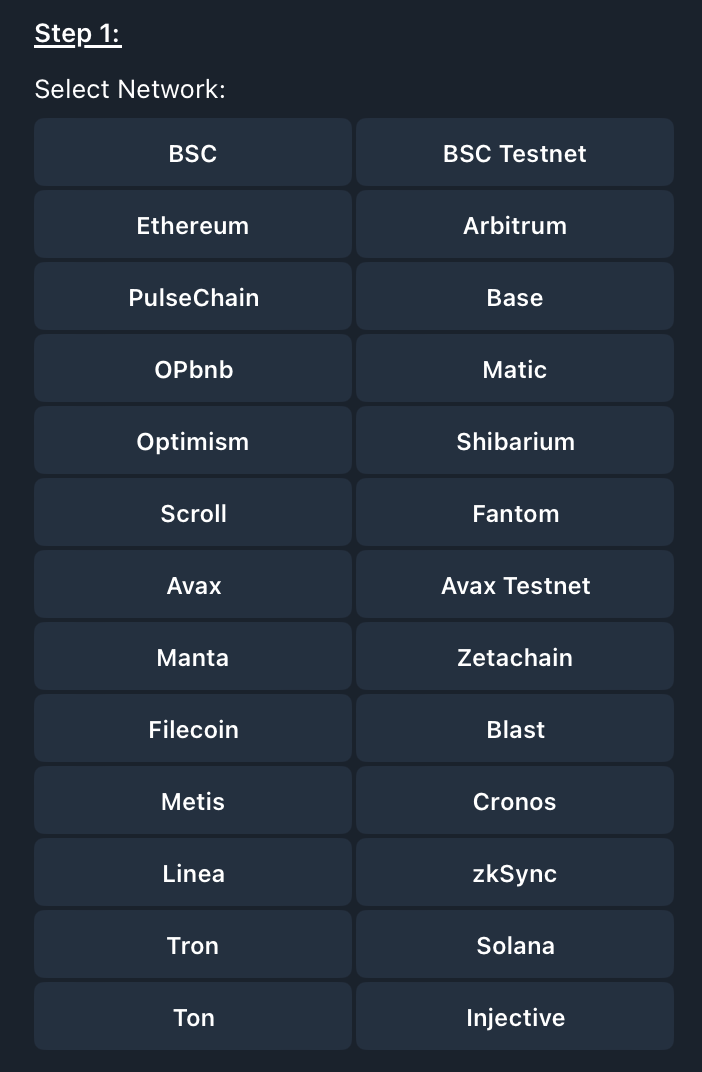 Step 1:
Select Network:
BSC
BSC Testnet
Ethereum
Arbitrum
PulseChain
Base
OPbnb
Matic
Optimism
Shibarium
Scroll
Fantom
Avax
Avax Testnet
Manta
Zetachain
Filecoin
Blast
Metis
Cronos
Linea
zkSync
Tron
Solana
Ton
Injective